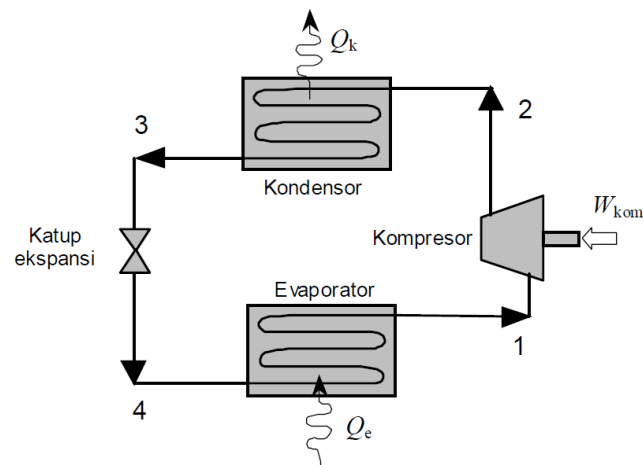 Qk
2
3
Kondensor
Wkom
Katup
ekspansi
Kompresor
Evaporator
1
4
Qe